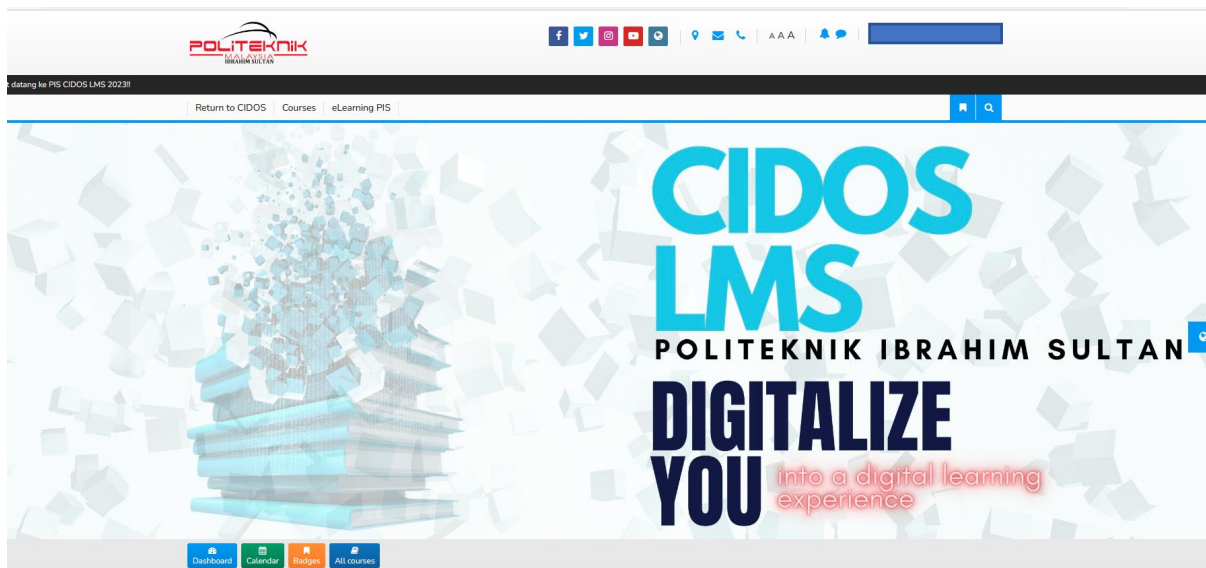 POLiTEKNiK
MALAYSIA
IBRAHIM SULTAN
A A A
t datang ke PIS CIDOS LMS 2023!!
Return to CIDOS Courses eLearning PIS
CIDOS
LMS
POLITEKNIK IBRAHIM SULTAN
DIGITALIZE
YOU
into a digital learning
experience
Dashboard Calendar Badges All courses